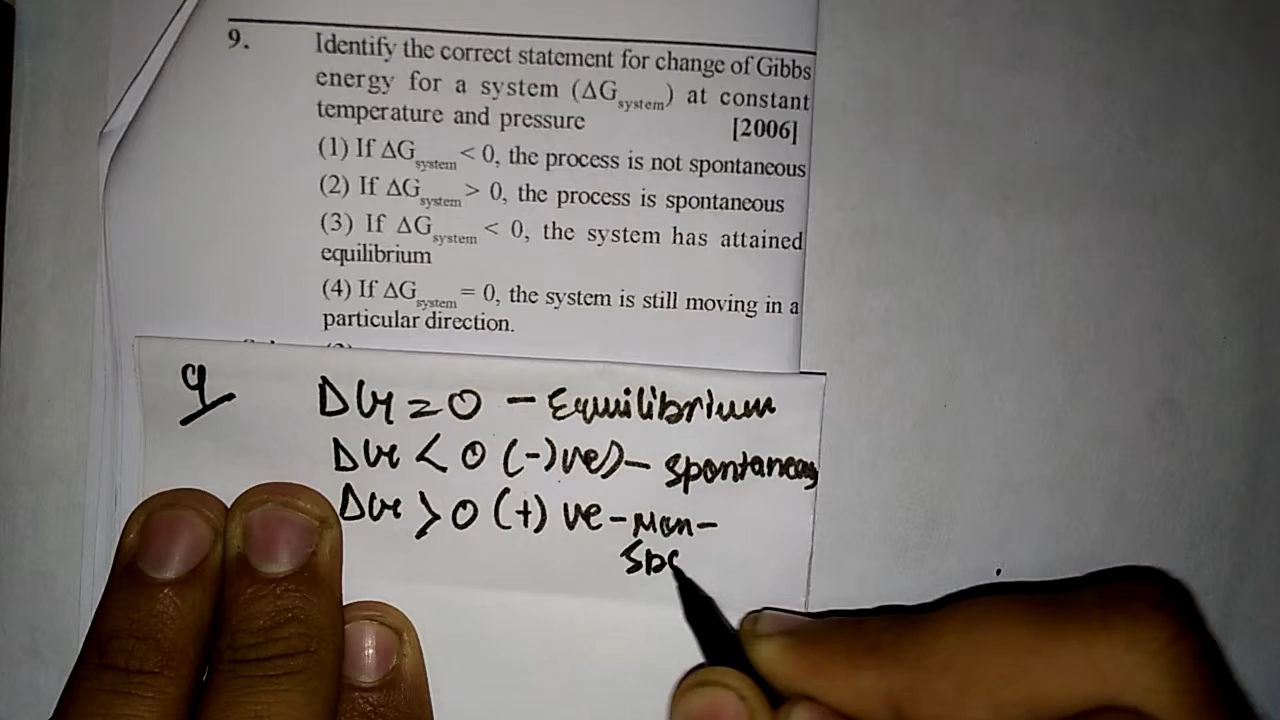 9. Identify the correct statement for change of Gibbs
energy for a system (ΔGsystem) at constant
temperature and pressure [2006]
(1) If ΔGsystem < 0, the process is not spontaneous
(2) If ΔGsystem > 0, the process is spontaneous
(3) If ΔGsystem < 0, the system has attained
equilibrium
(4) If ΔGsystem = 0, the system is still moving in a
particular direction.
9 ΔG = 0 - Equilibrium
ΔG < 0 (-)ve)- Spontaneous
ΔG > 0 (+) ve - Non-
Spo